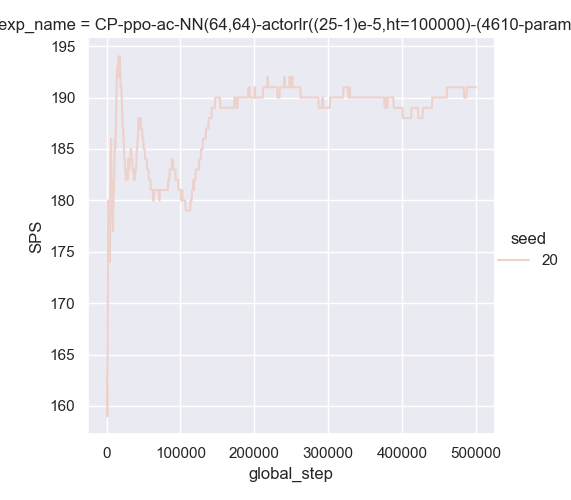 exp_name = CP-ppo-ac-NN(64,64)-actorlr((25-1)e-5,ht=100000)-(4610-param
195
190
185
180
175
170
165
160
SPS
0 100000 200000 300000 400000 500000
global_step
seed
20